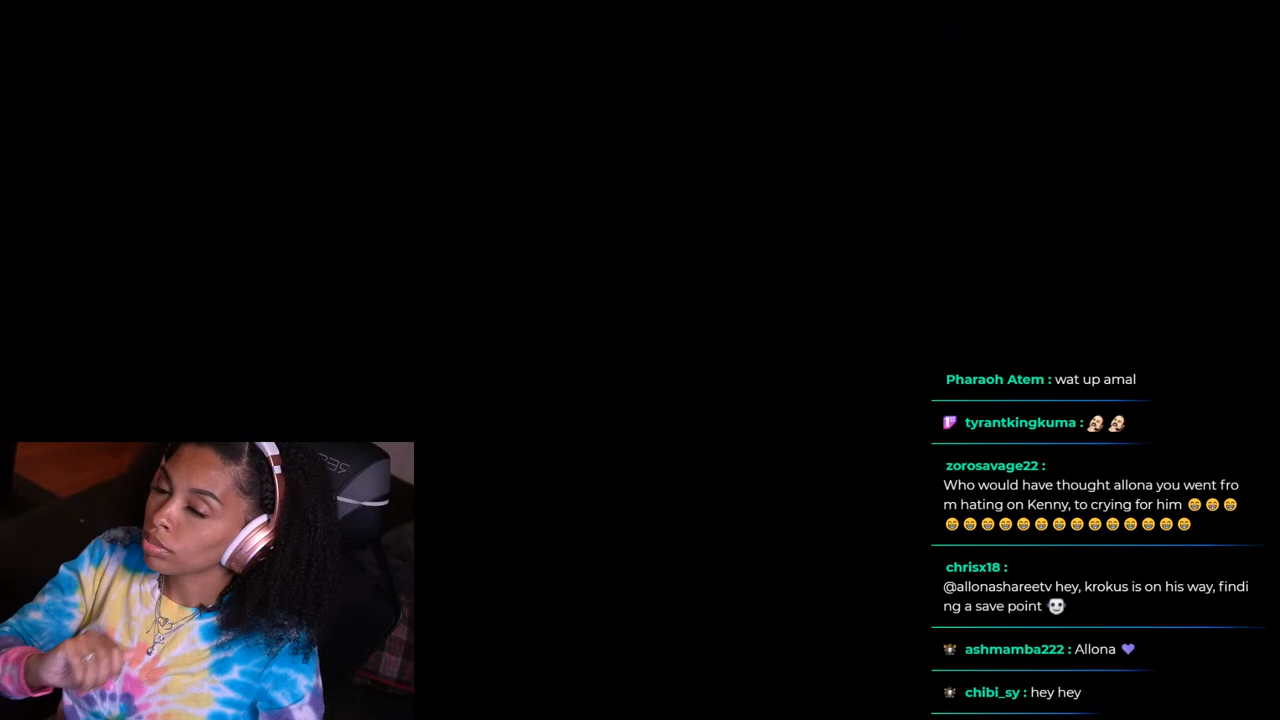 Pharaoh Atem : wat up amal
tyrantkingkuma :
zorosavage22 :
Who would have thought allona you went fro
m hating on Kenny, to crying for him 😁😁😁
😁😁😁😁😁😁😁😁😁😁😁😁😁😁
chrisx18 :
@allonashareetv hey, krokus is on his way, findi
ng a save point
ashmamba222 : Allona 💜
chibi_sy : hey hey